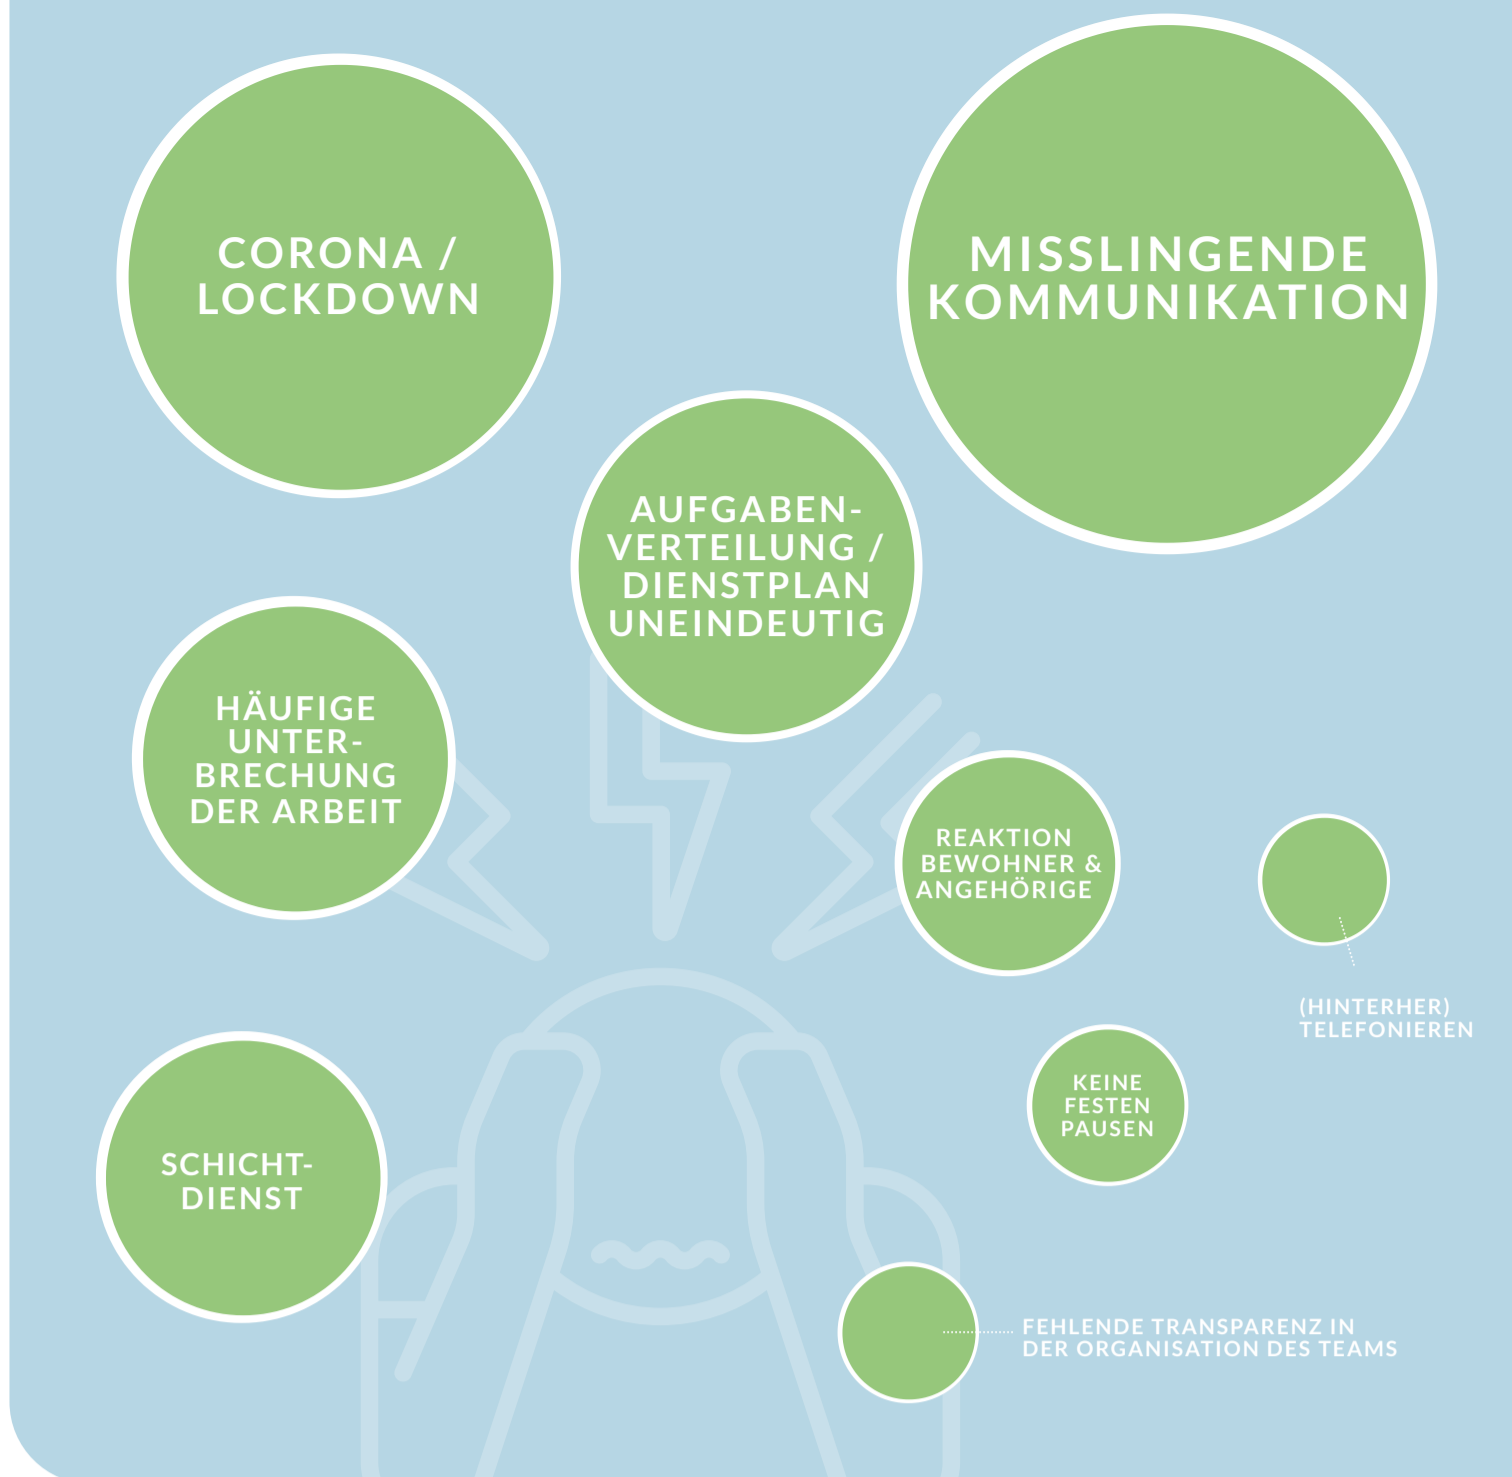 CORONA /
LOCKDOWN
MISSLINGENDE
KOMMUNIKATION
AUFGABEN-
VERTEILUNG /
DIENSTPLAN
UNEINDEUTIG
HÄUFIGE
UNTER-
BRECHUNG
DER ARBEIT
REAKTION
BEWOHNER &
ANGEHÖRIGE
(HINTERHER)
TELEFONIEREN
KEINE
FESTEN
PAUSEN
SCHICHT-
DIENST
FEHLENDE TRANSPARENZ IN
DER ORGANISATION DES TEAMS